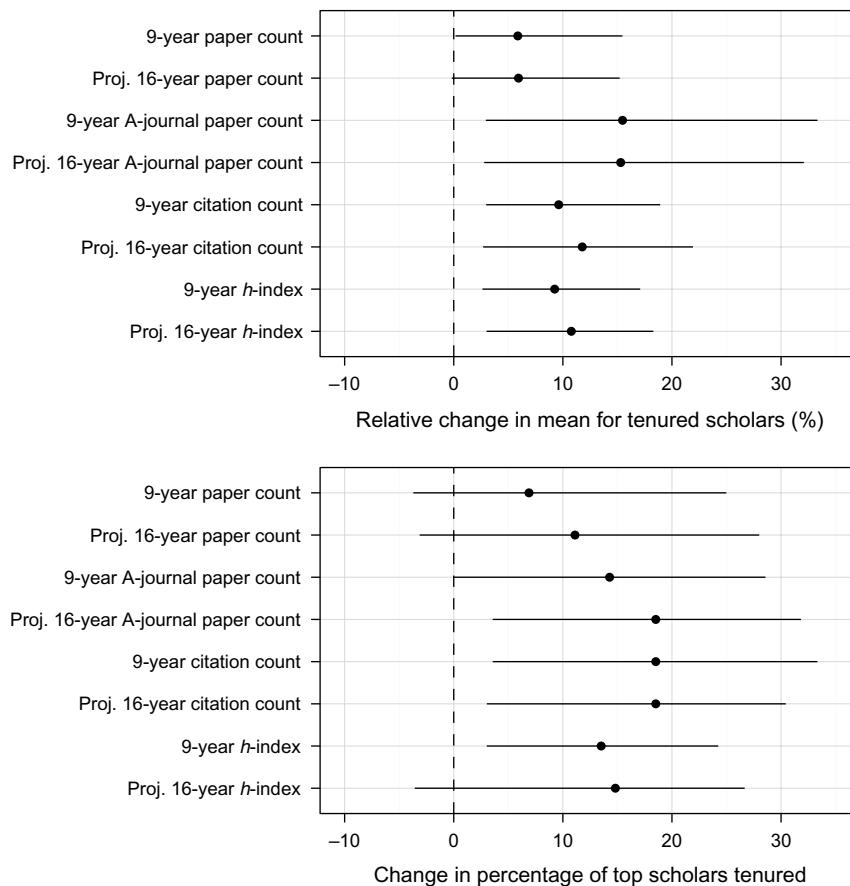 9-year paper count
Proj. 16-year paper count
9-year A-journal paper count
Proj. 16-year A-journal paper count
9-year citation count
Proj. 16-year citation count
9-year h-index
Proj. 16-year h-index
–10 0 10 20 30
Relative change in mean for tenured scholars (%)
9-year paper count
Proj. 16-year paper count
9-year A-journal paper count
Proj. 16-year A-journal paper count
9-year citation count
Proj. 16-year citation count
9-year h-index
Proj. 16-year h-index
–10 0 10 20 30
Change in percentage of top scholars tenured